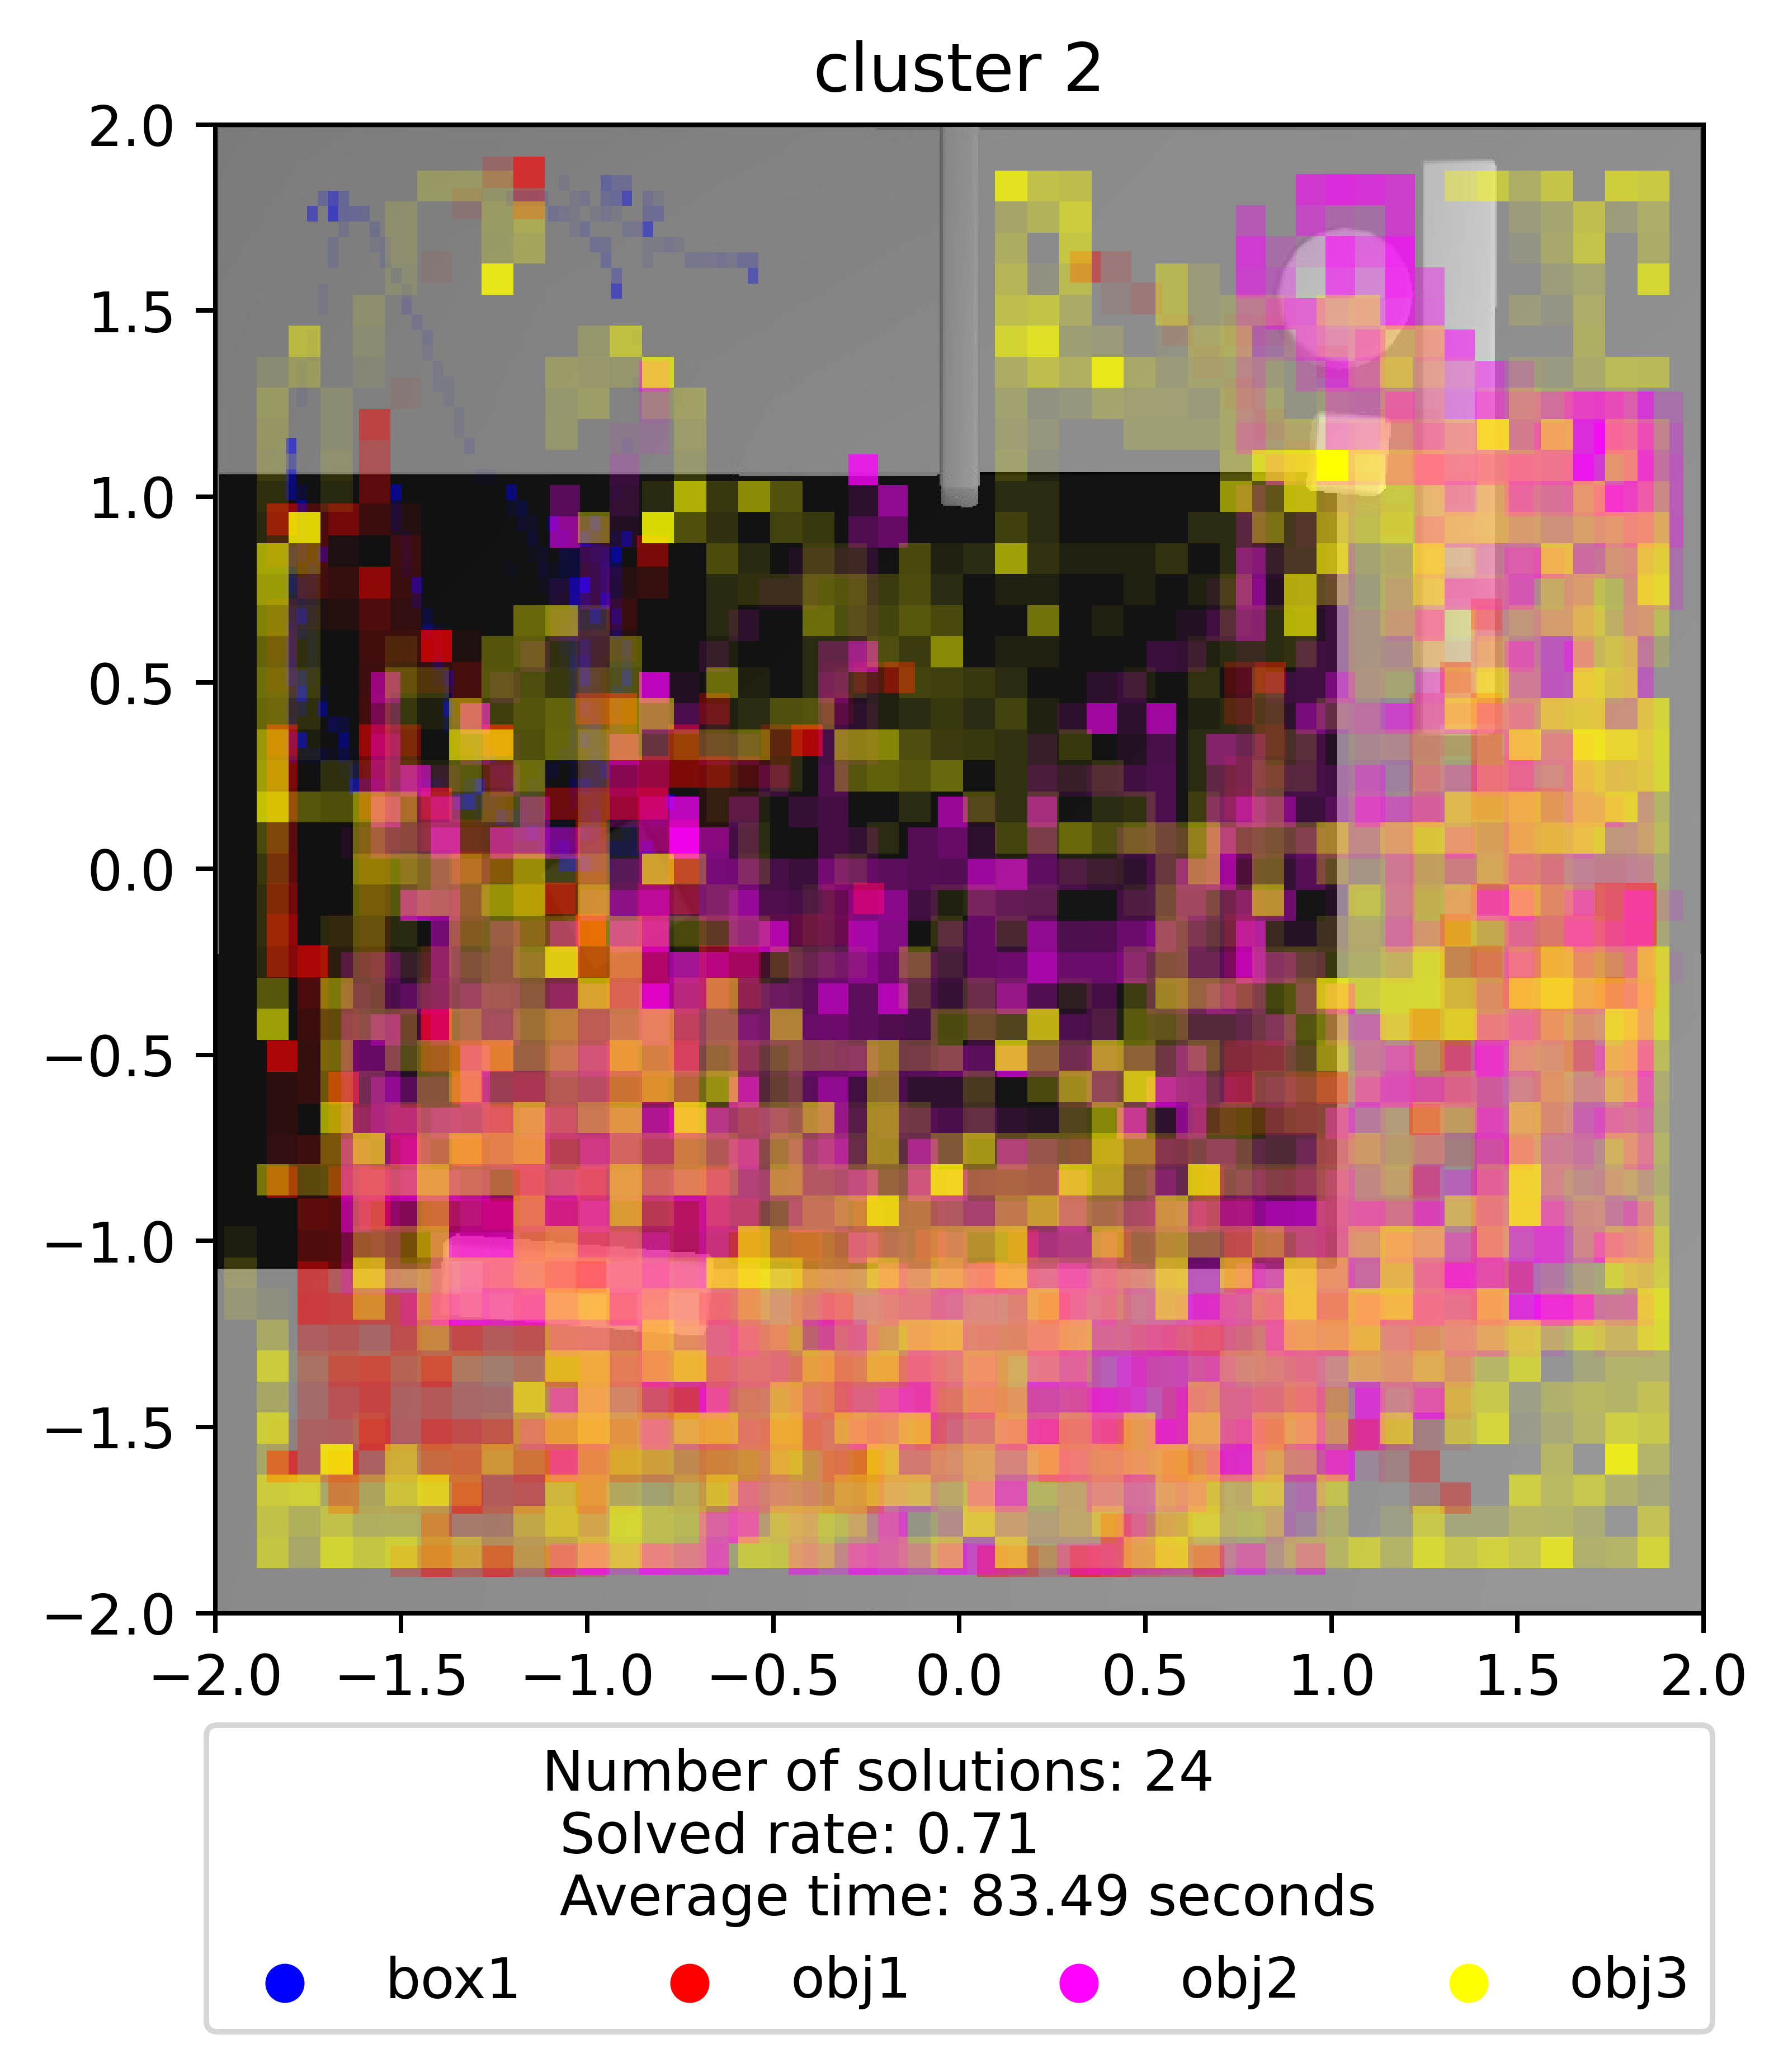 cluster 2
2.0
1.5
1.0
0.5
0.0
−0.5
−1.0
−1.5
−2.0
−2.0 −1.5 −1.0 −0.5 0.0 0.5 1.0 1.5 2.0
Number of solutions: 24
Solved rate: 0.71
Average time: 83.49 seconds
box1 obj1 obj2 obj3